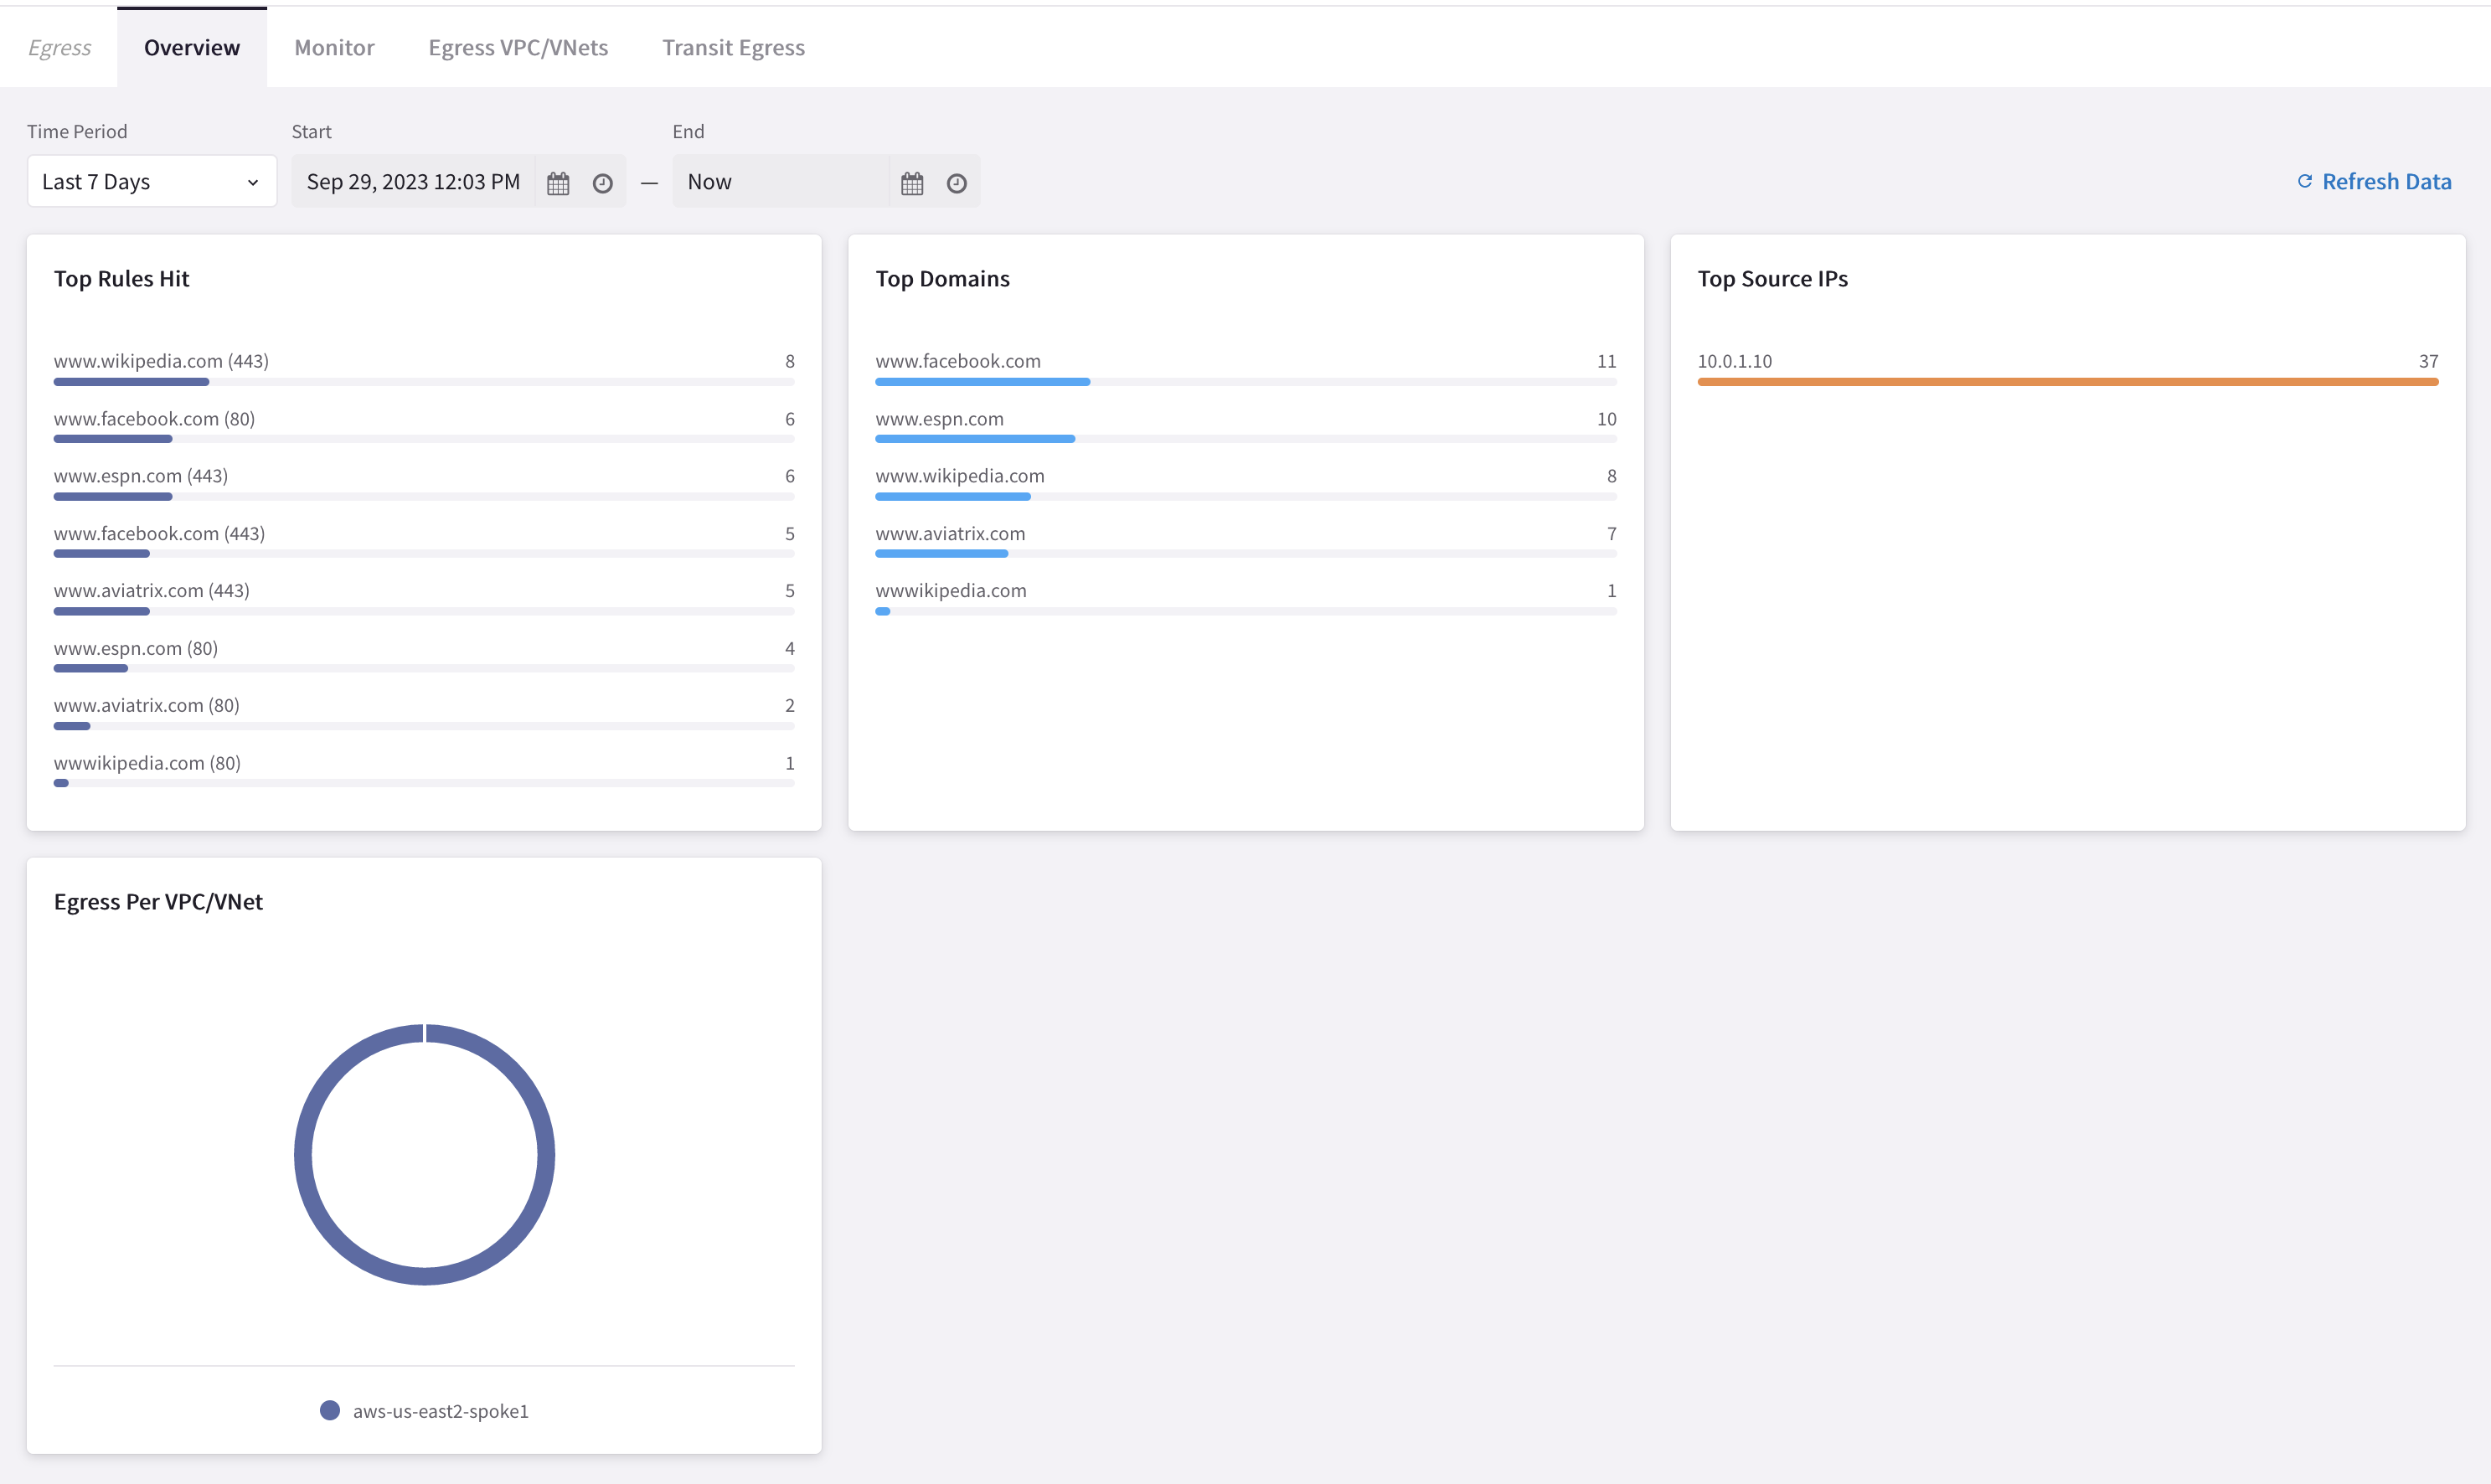 Egress Overview Monitor Egress VPC/VNets Transit Egress
Time Period Start End
Last 7 Days Sep 29, 2023 12:03 PM — Now Refresh Data
Top Rules Hit
www.wikipedia.com (443) 8
www.facebook.com (80) 6
www.espn.com (443) 6
www.facebook.com (443) 5
www.aviatrix.com (443) 5
www.espn.com (80) 4
www.aviatrix.com (80) 2
wwwikipedia.com (80) 1
Top Domains
www.facebook.com 11
www.espn.com 10
www.wikipedia.com 8
www.aviatrix.com 7
wwwikipedia.com 1
Top Source IPs
10.0.1.10 37
Egress Per VPC/VNet
aws-us-east2-spoke1